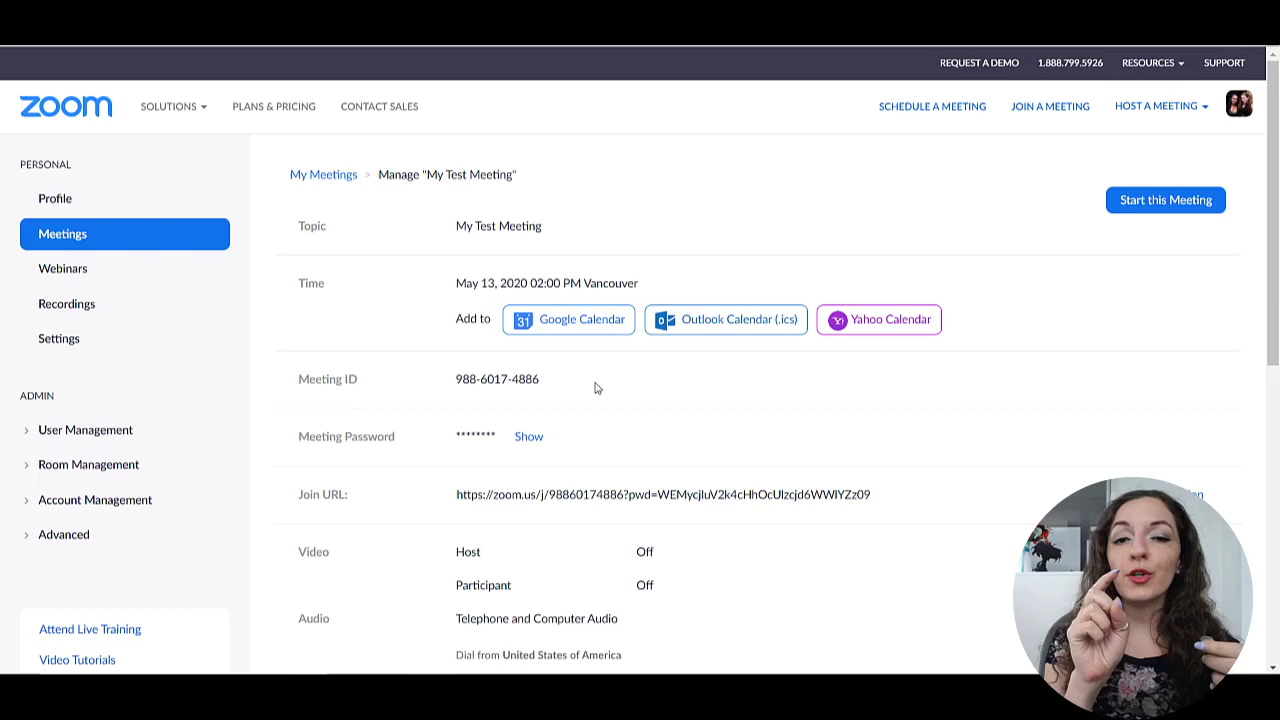 REQUEST A DEMO 1.888.799.5926 RESOURCES SUPPORT
zoom SOLUTIONS PLANS & PRICING CONTACT SALES SCHEDULE A MEETING JOIN A MEETING HOST A MEETING
PERSONAL
Profile
Meetings
Webinars
Recordings
Settings
ADMIN
User Management
Room Management
Account Management
Advanced
Attend Live Training
Video Tutorials
My Meetings > Manage "My Test Meeting"
Start this Meeting
Topic My Test Meeting
Time May 13, 2020 02:00 PM Vancouver
Add to 31 Google Calendar Outlook Calendar (.ics) Yahoo Calendar
Meeting ID 988-6017-4886
Meeting Password ******** Show
Join URL: https://zoom.us/j/98860174886?pwd=
Video Host Off
Participant Off
Audio Telephone and Computer Audio
Dial from United States of America